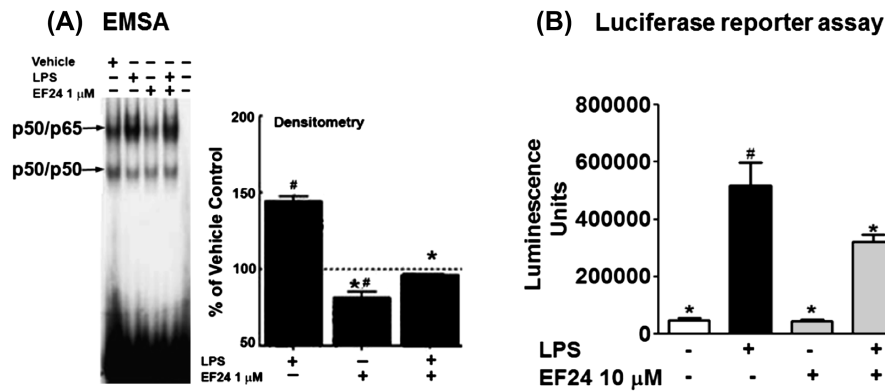 (A) EMSA
Vehicle + − − + −
LPS − + − + −
EF24 1 μM − − + + −
p50/p65
p50/p50
Densitometry
% of Vehicle Control
200
150
100
50
#
*#
*
LPS + − +
EF24 1 μM − + +
(B) Luciferase reporter assay
Luminescence
Units
800000
600000
400000
200000
0
*
#
*
*
LPS - + - +
EF24 10 μM - - + +